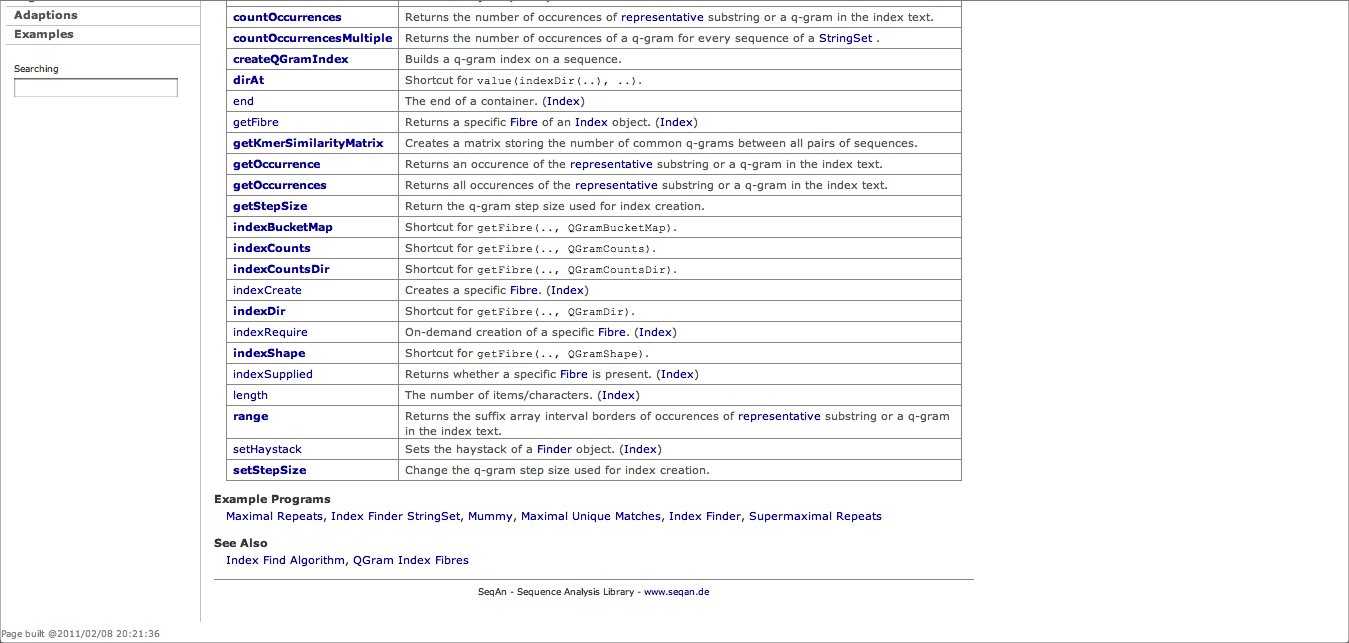 Adaptions
Examples
Searching
countOccurrences Returns the number of occurences of representative substring or a q-gram in the index text.
countOccurrencesMultiple Returns the number of occurences of a q-gram for every sequence of a StringSet .
createQGramIndex Builds a q-gram index on a sequence.
dirAt Shortcut for value(indexDir(..), ..).
end The end of a container. (Index)
getFibre Returns a specific Fibre of an Index object. (Index)
getKmerSimilarityMatrix Creates a matrix storing the number of common q-grams between all pairs of sequences.
getOccurrence Returns an occurence of the representative substring or a q-gram in the index text.
getOccurrences Returns all occurences of the representative substring or a q-gram in the index text.
getStepSize Return the q-gram step size used for index creation.
indexBucketMap Shortcut for getFibre(.., QGramBucketMap).
indexCounts Shortcut for getFibre(.., QGramCounts).
indexCountsDir Shortcut for getFibre(.., QGramCountsDir).
indexCreate Creates a specific Fibre. (Index)
indexDir Shortcut for getFibre(.., QGramDir).
indexRequire On-demand creation of a specific Fibre. (Index)
indexShape Shortcut for getFibre(.., QGramShape).
indexSupplied Returns whether a specific Fibre is present. (Index)
length The number of items/characters. (Index)
range Returns the suffix array interval borders of occurences of representative substring or a q-gram
in the index text.
setHaystack Sets the haystack of a Finder object. (Index)
setStepSize Change the q-gram step size used for index creation.
Example Programs
Maximal Repeats, Index Finder StringSet, Mummy, Maximal Unique Matches, Index Finder, Supermaximal Repeats
See Also
Index Find Algorithm, QGram Index Fibres
SeqAn - Sequence Analysis Library - www.seqan.de
Page built @2011/02/08 20:21:36